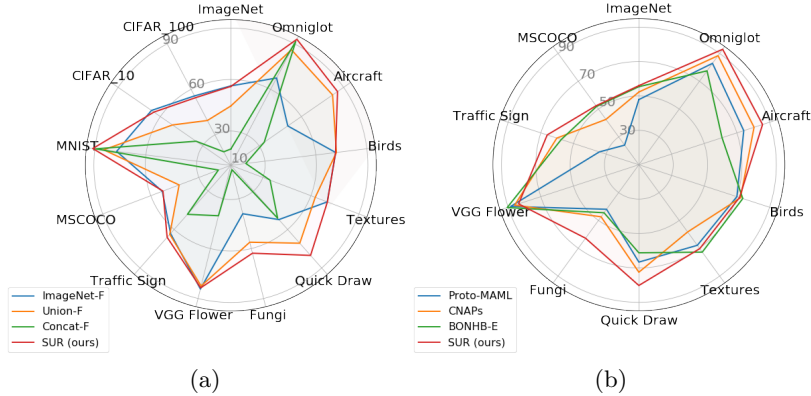 ImageNet
Omniglot
Aircraft
Birds
Textures
Quick Draw
Fungi
VGG Flower
Traffic Sign
MSCOCO
MNIST
CIFAR_10
CIFAR_100
90
60
30
10
ImageNet-F
Union-F
Concat-F
SUR (ours)
(a)
ImageNet
Omniglot
Aircraft
Birds
Textures
Quick Draw
Fungi
VGG Flower
Traffic Sign
MSCOCO
90
70
50
30
Proto-MAML
CNAPs
BONHB-E
SUR (ours)
(b)